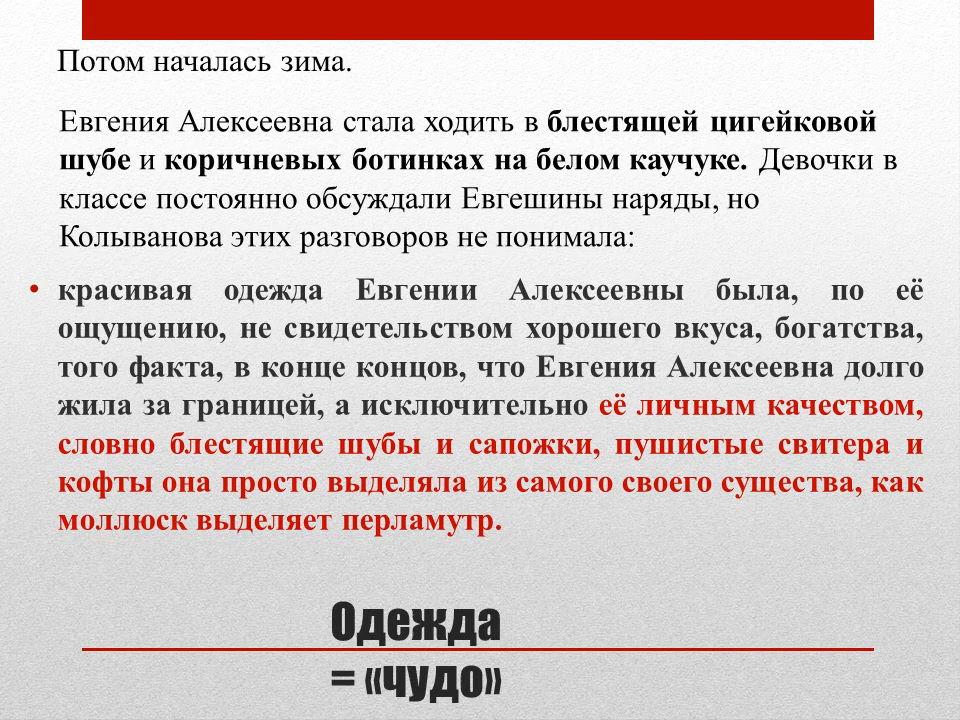 Потом началась зима.
Евгения Алексеевна стала ходить в блестящей цигейковой
шубе и коричневых ботинках на белом каучуке. Девочки в
классе постоянно обсуждали Евгешины наряды, но
Колыванова этих разговоров не понимала:
• красивая одежда Евгении Алексеевны была, по её
ощущению, не свидетельством хорошего вкуса, богатства,
того факта, в конце концов, что Евгения Алексеевна долго
жила за границей, а исключительно её личным качеством,
словно блестящие шубы и сапожки, пушистые свитера и
кофты она просто выделяла из самого своего существа, как
моллюск выделяет перламутр.
Одежда
= «чудо»